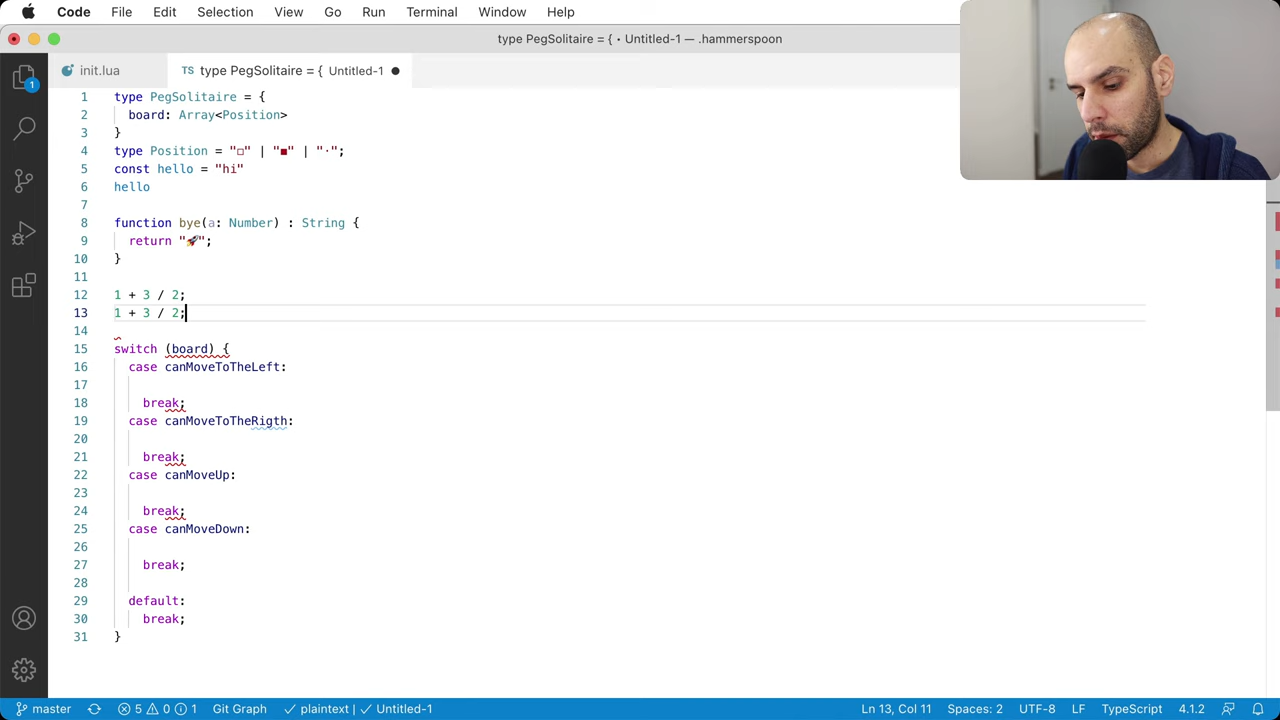 Code File Edit Selection View Go Run Terminal Window Help
type PegSolitaire = { • Untitled-1 — .hammerspoon
init.lua
TS type PegSolitaire = { Untitled-1 ●
1
1 type PegSolitaire = {
2 board: Array<Position>
3 }
4 type Position = "◻" | "◼" | "·";
5 const hello = "hi"
6 hello
7
8 function bye(a: Number) : String {
9 return "🚀";
10 }
11
12 1 + 3 / 2;
13 1 + 3 / 2;
14
15 switch (board) {
16 case canMoveToTheLeft:
17
18 break;
19 case canMoveToTheRigth:
20
21 break;
22 case canMoveUp:
23
24 break;
25 case canMoveDown:
26
27 break;
28
29 default:
30 break;
31 }
master 5 0 1 Git Graph ✓ plaintext | ✓ Untitled-1 Ln 13, Col 11 Spaces: 2 UTF-8 LF TypeScript 4.1.2